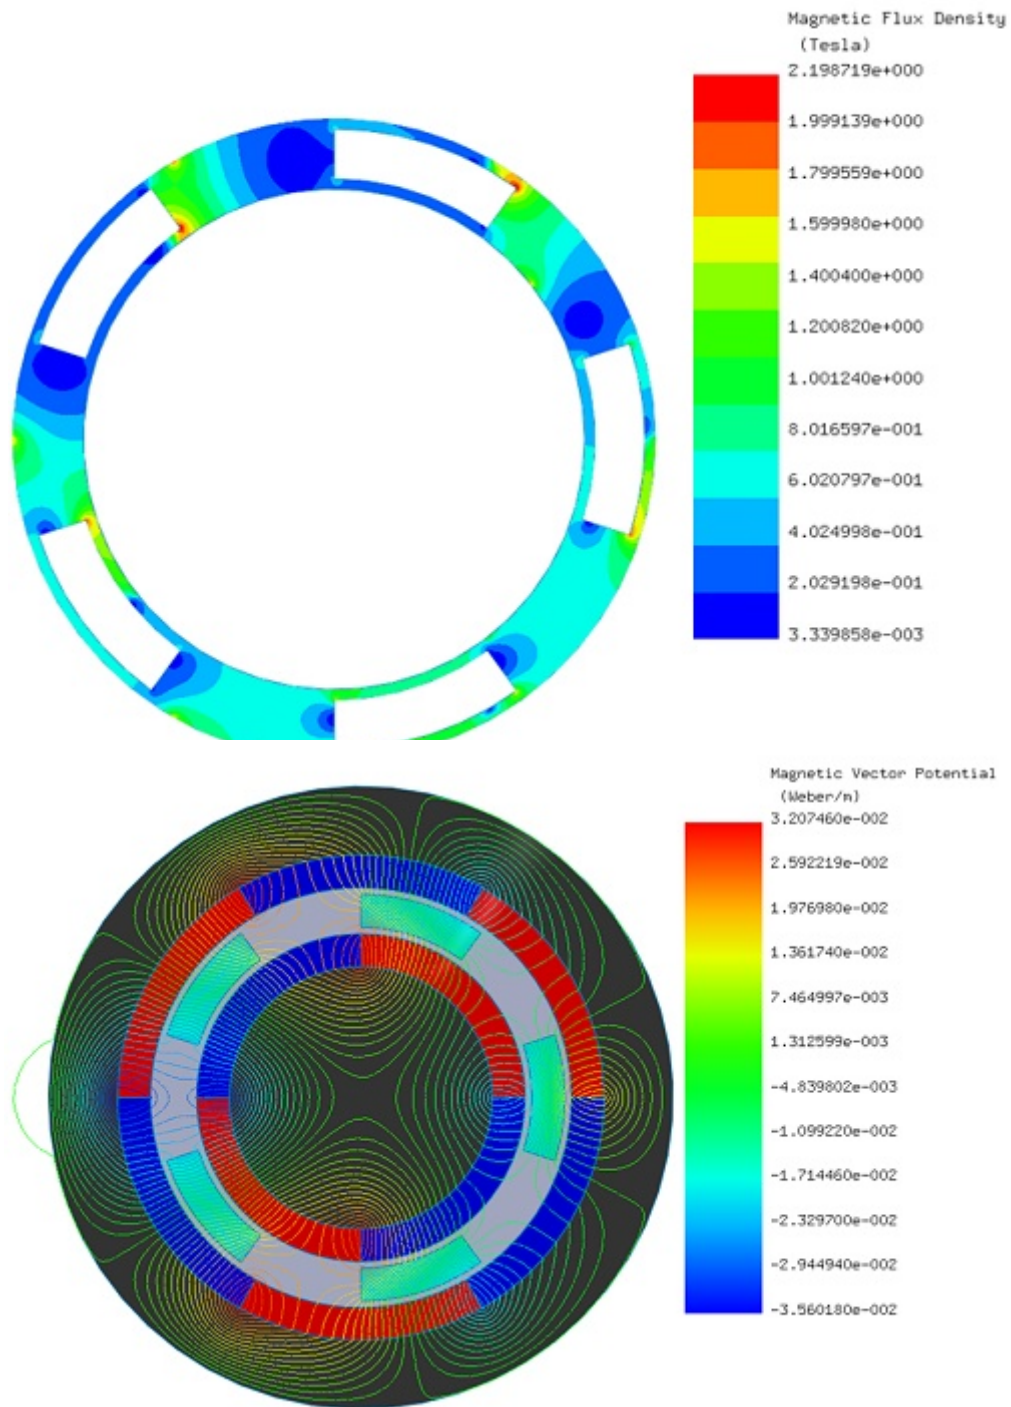 Magnetic Flux Density
(Tesla)
2.198719e+000
1.999139e+000
1.799559e+000
1.599980e+000
1.400400e+000
1.200820e+000
1.001240e+000
8.016597e-001
6.020797e-001
4.024998e-001
2.029198e-001
3.339858e-003
Magnetic Vector Potential
(Weber/m)
3.207460e-002
2.592219e-002
1.976980e-002
1.361740e-002
7.464997e-003
1.312599e-003
-4.839802e-003
-1.099220e-002
-1.714460e-002
-2.329700e-002
-2.944940e-002
-3.560180e-002